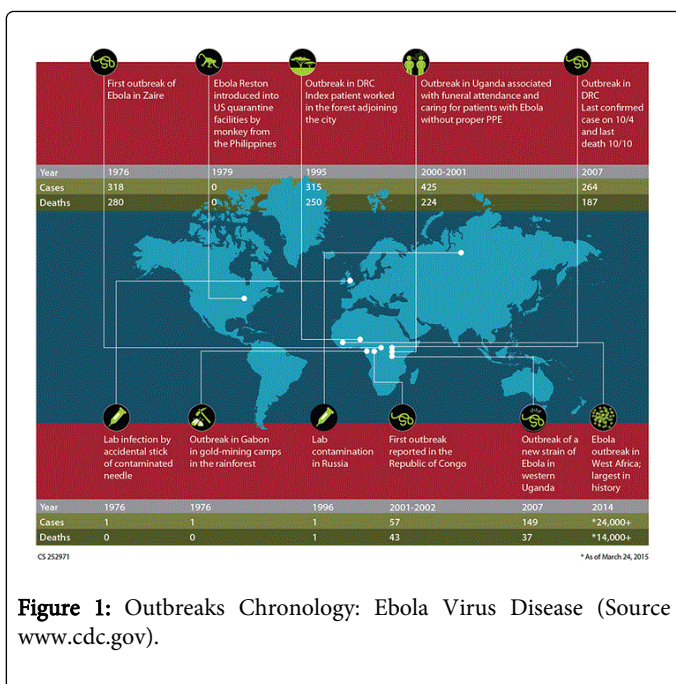 First outbreak of
Ebola in Zaire
Ebola Reston
introduced into
US quarantine
facilities by
monkey from
the Philippines
Outbreak in DRC
Index patient worked
in the forest adjoining
the city
Outbreak in Uganda associated
with funeral attendance and
caring for patients with Ebola
without proper PPE
Outbreak in
DRC
Last confirmed
case on 10/4
and last
death 10/10
Year 1976 1979 1995 2000-2001 2007
Cases 318 0 315 425 264
Deaths 280 0 250 224 187
Lab infection by
accidental stick
of contaminated
needle
Outbreak in Gabon
in gold-mining camps
in the rainforest
Lab
contamination
in Russia
First outbreak
reported in the
Republic of Congo
Outbreak of a
new strain of
Ebola in
western
Uganda
Ebola
outbreak in
West Africa;
largest in
history
Year 1976 1976 1996 2001-2002 2007 2014
Cases 1 1 1 57 149 *24,000+
Deaths 0 0 1 43 37 *14,000+
CS 252971 * As of March 24, 2015
Figure 1: Outbreaks Chronology: Ebola Virus Disease (Source
www.cdc.gov).